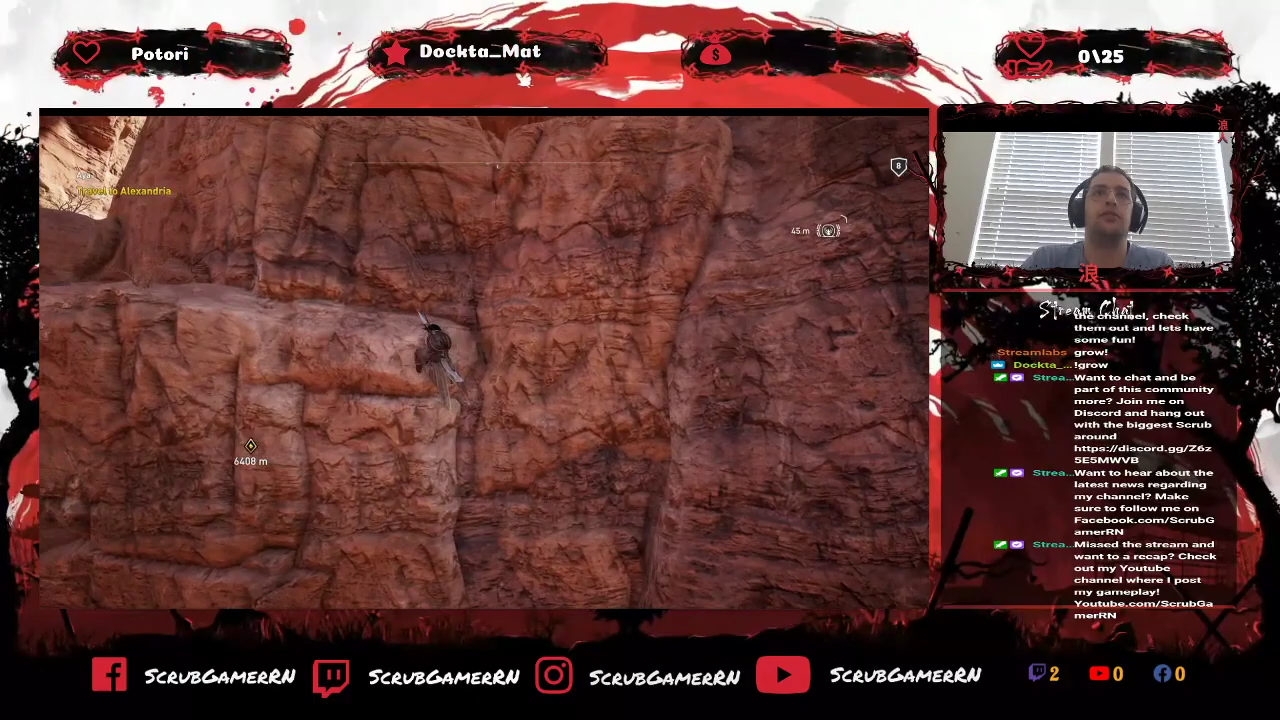 Potori
Dockta_Mat
0\25
Aya:
Travel to Alexandria
8
45 m
6408 m
浪
人
浪
Stream Chat
the channel, check
them out and lets have
some fun!
Streamlabs grow!
Dockta_... !grow
Strea... Want to chat and be
part of this community
more? Join me on
Discord and hang out
with the biggest Scrub
around
https://discord.gg/Z6z
5E5MWVB
Strea... Want to hear about the
latest news regarding
my channel? Make
sure to follow me on
Facebook.com/ScrubG
amerRN
Strea... Missed the stream and
want to a recap? Check
out my Youtube
channel where I post
my gameplay!
Youtube.com/ScrubGa
merRN
ScrubGamerRN ScrubGamerRN ScrubGamerRN ScrubGamerRN 2 0 0